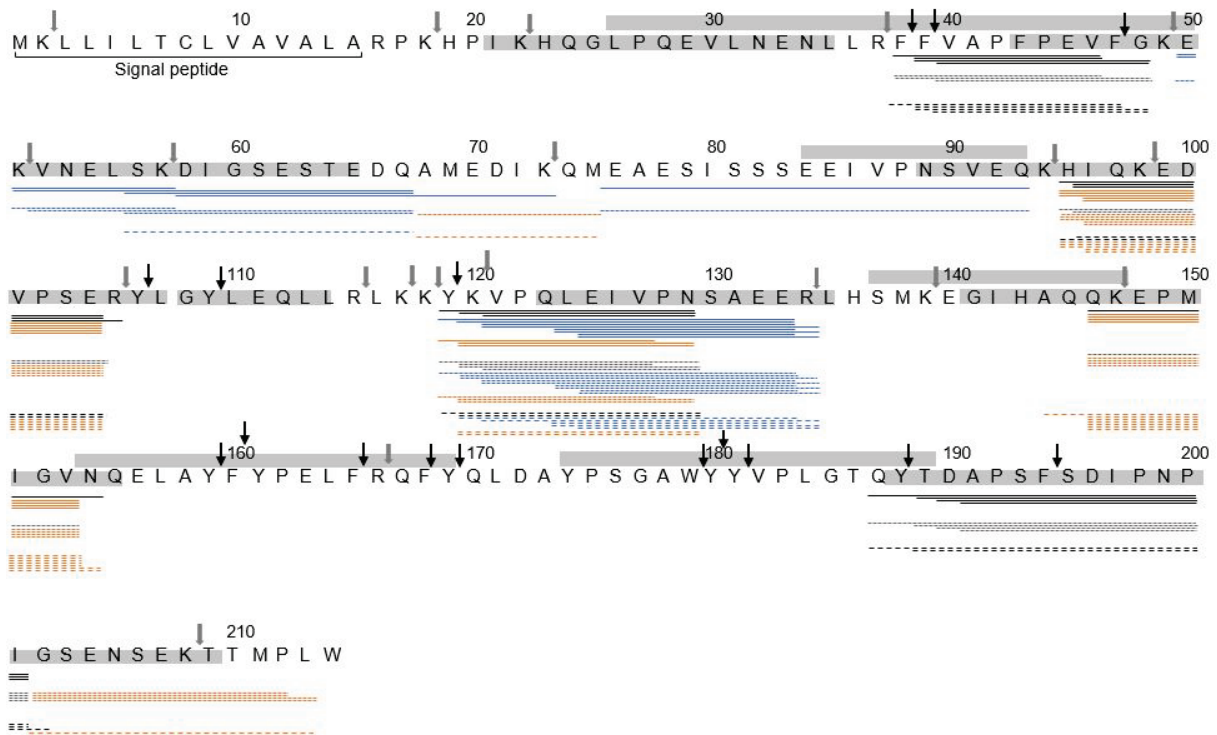 10 20 30 40 50
M K L L I L T C L V A V A L A R P K H P I K H Q G L P Q E V L N E N L L R F F V A P F P E V F G K E
Signal peptide
60 70 80 90 100
K V N E L S K D I G S E S T E D Q A M E D I K Q M E A E S I S S S E E I V P N S V E Q K H I Q K E D
110 120 130 140 150
V P S E R Y L G Y L E Q L L R L K K Y K V P Q L E I V P N S A E E R L H S M K E G I H A Q Q K E P M
160 170 180 190 200
I G V N Q E L A Y F Y P E L F R Q F Y Q L D A Y P S G A W Y Y V P L G T Q Y T D A P S F S D I P N P
210
I G S E N S E K T T M P L W